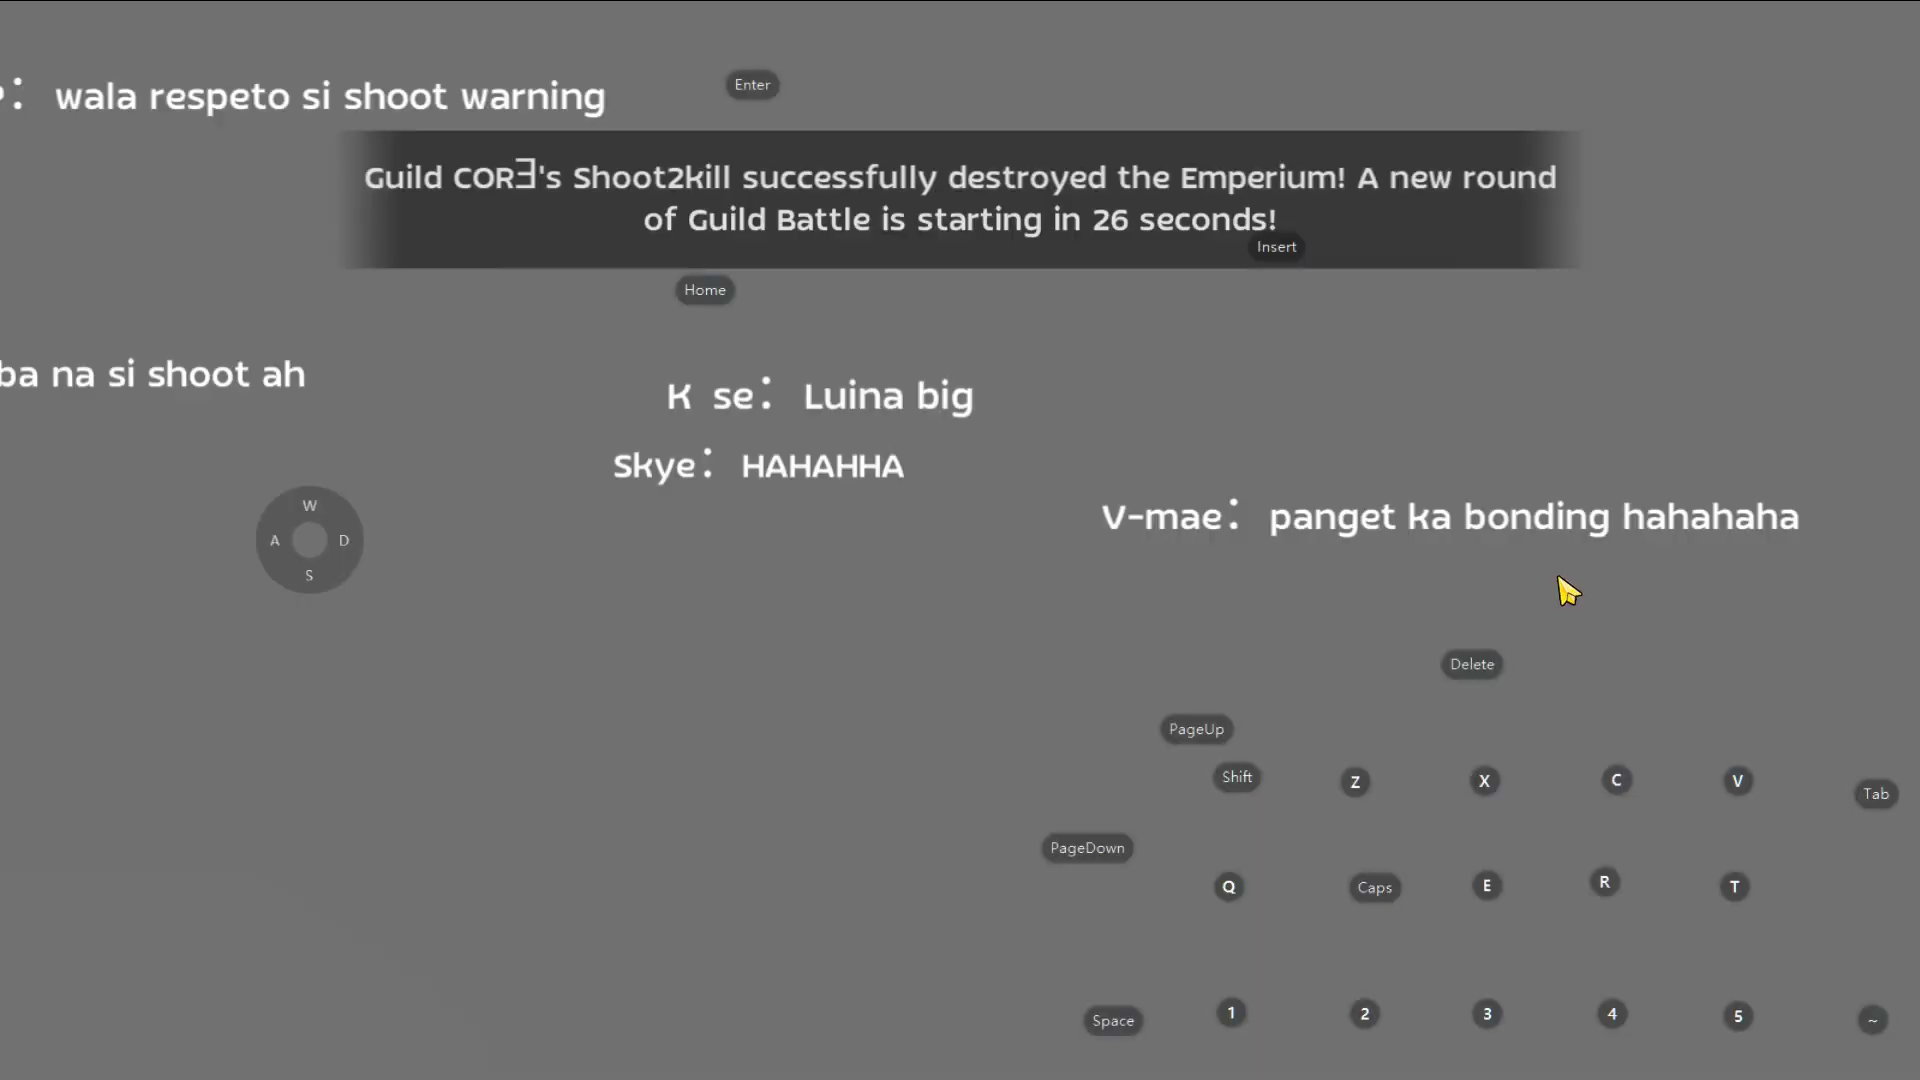 : wala respeto si shoot warning
Enter
Guild CORƎ's Shoot2kill successfully destroyed the Emperium! A new round
of Guild Battle is starting in 26 seconds!
Insert
Home
ba na si shoot ah
K se: Luina big
Skye: HAHAHHA
W
A D
S
V-mae: panget ka bonding hahahaha
Delete
PageUp
Shift Z X C V Tab
PageDown
Q Caps E R T
Space 1 2 3 4 5 ~